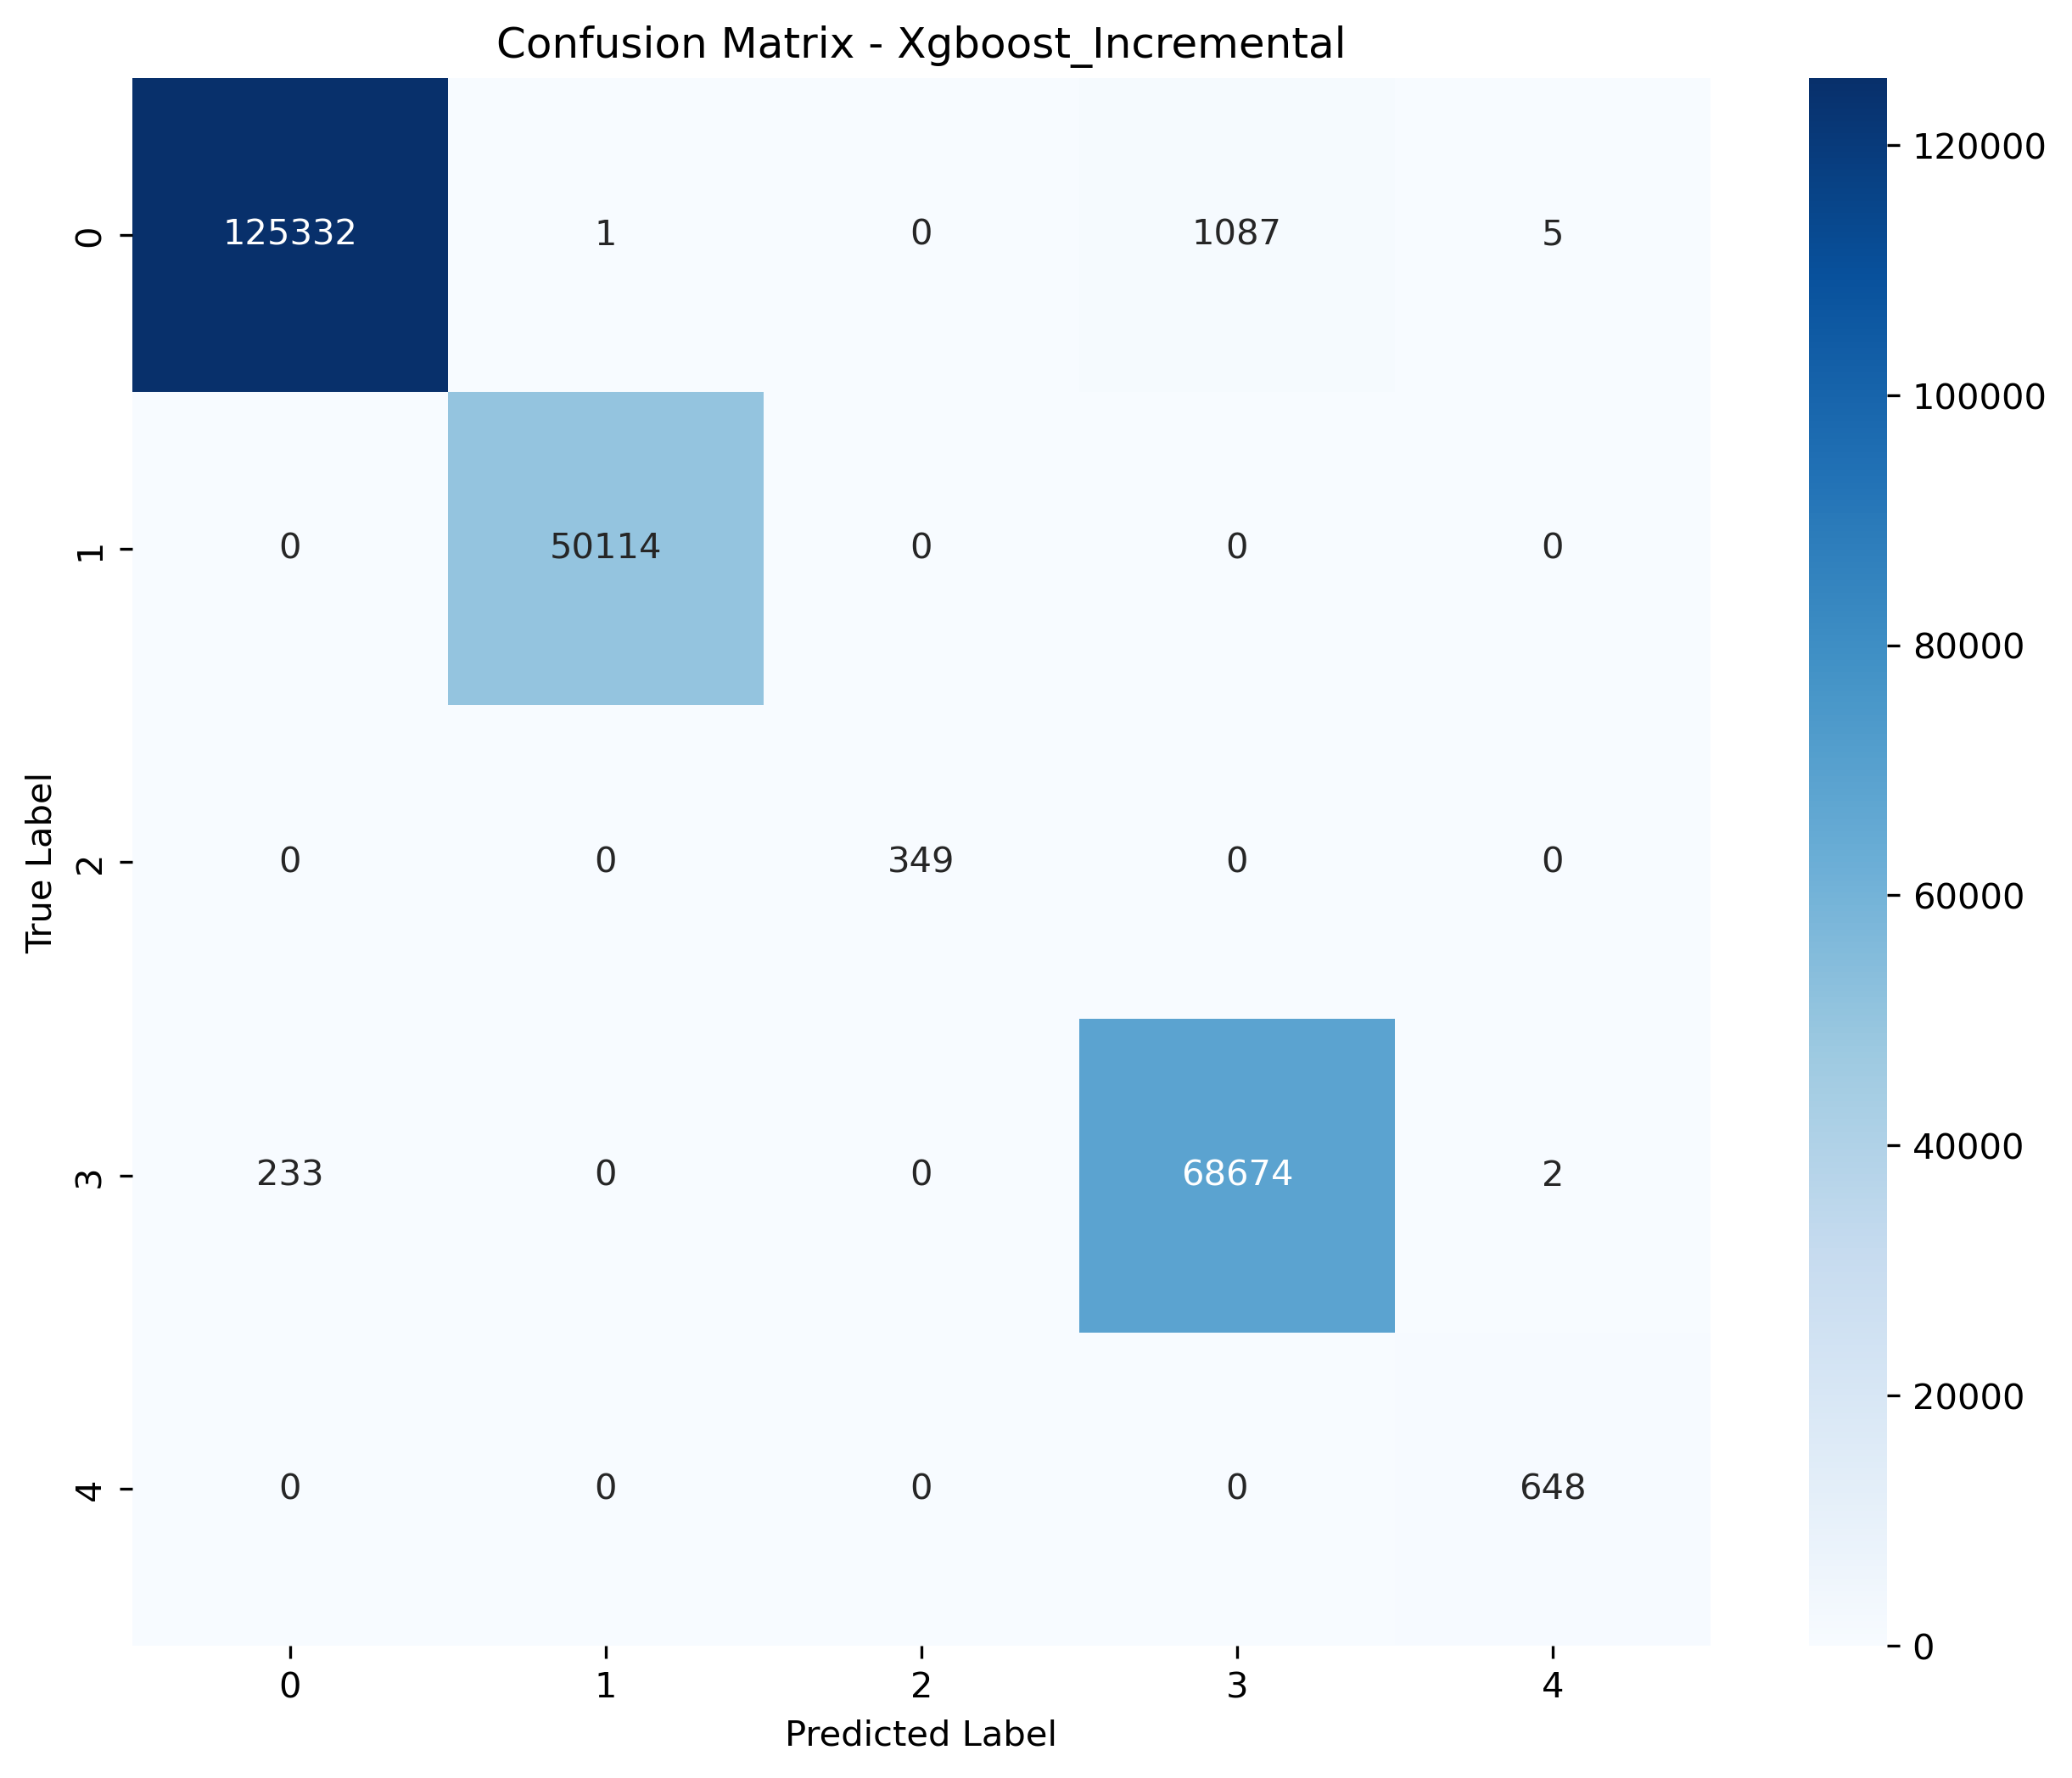 Confusion Matrix - Xgboost_Incremental
120000
0 125332 1 0 1087 5
100000
1 0 50114 0 0 0
80000
True Label
2 0 0 349 0 0
60000
3 233 0 0 68674 2
40000
20000
4 0 0 0 0 648
0
0 1 2 3 4
Predicted Label